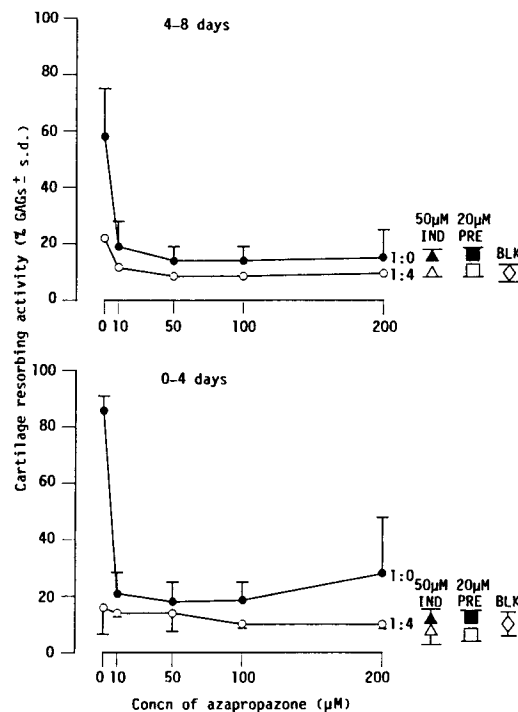 4-8 days
100
80
60
40
20
0
50µM 20µM
IND PRE BLK
1:0
1:4
0 10 50 100 200
0-4 days
100
80
60
40
20
0
50µM 20µM
IND PRE BLK
1:0
1:4
0 10 50 100 200
Concn of azapropazone (µM)
Cartilage resorbing activity (% GAGs ± s.d.)